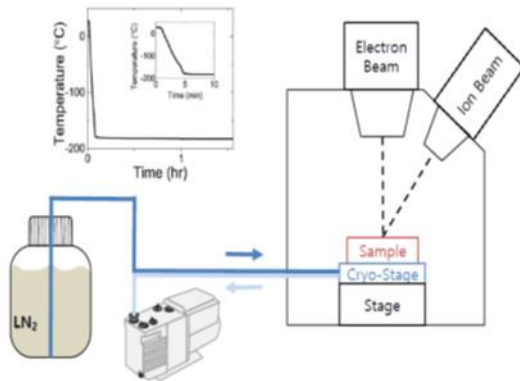 Temperature (°C)
0
-100
-200
0
1
Time (hr)
Temperature (°C)
0
-100
-200
0
5
10
Time (min)
Electron
Beam
Ion Beam
Sample
Cryo-Stage
Stage
LN₂